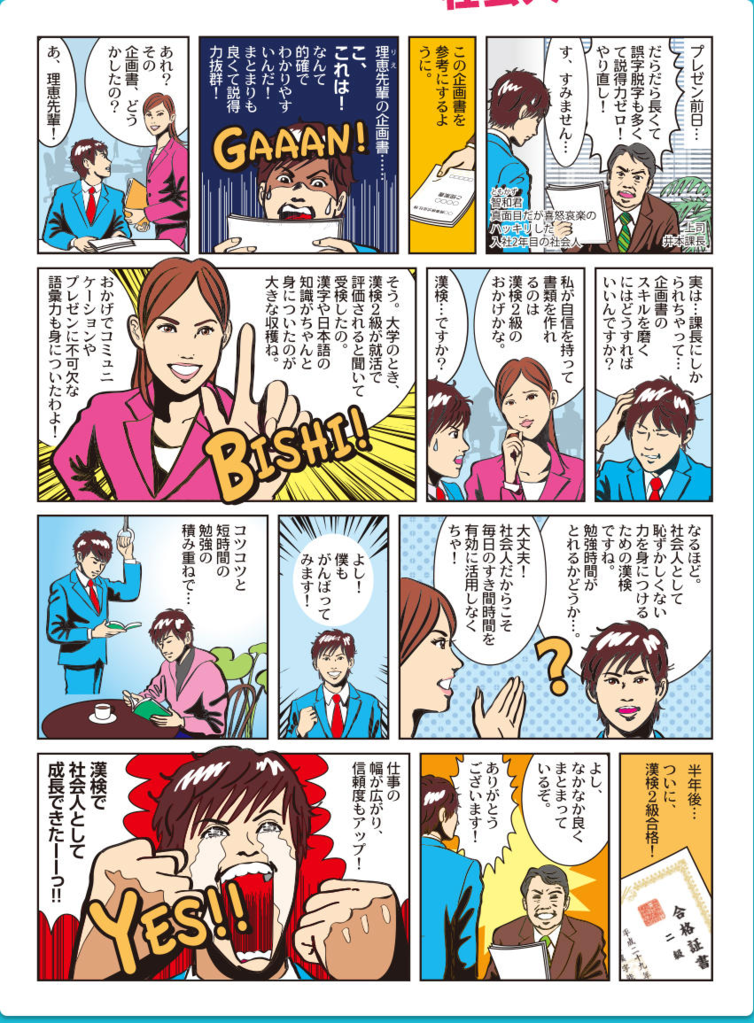 社会人
プレゼン前日…
だらだら長くて
誤字脱字も多く
て説得力ゼロ!
やり直し!
す、すみません…
上司
井本課長
ともかず
智和君
真面目だが喜怒哀楽の
ハッキリした
入社2年目の社会人
この企画書を
参考にするよ
うに。
理恵先輩の企画書……
りえ
こ、
これは!
なんて
的確で
わかりやす
いんだ!
まとまりも
良くて説得
力抜群!
GAAAN!
あれ?
その
企画書、どう
かしたの?
あ、理恵先輩!
実は…課長にしか
られちゃって…
企画書の
スキルを磨く
にはどうすれば
いいんですか?
私が自信を持って
書類を作れ
るのは
漢検2級の
おかげかな。
漢検…ですか?
そう。大学のとき、
漢検2級が就活で
評価されると聞いて
受検したの。
漢字や日本語の
知識がちゃんと
身についたのが
大きな収穫ね。
おかげでコミュニ
ケーションや
プレゼンに不可欠な
語彙力も身についたわよ!
BISHI!
なるほど。
社会人として
恥ずかしくない
力を身につける
ための漢検
ですね。
勉強時間が
とれるかどうか…。
?
大丈夫!
社会人だからこそ
毎日のすき間時間を
有効に活用しなく
ちゃ!
よし!
僕も
がんばって
みます!
コツコツと
短時間の
勉強の
積み重ねで…
半年後…
ついに、
漢検2級合格!
合格証書
二級
平成二十九年
よし、
なかなか良く
まとまって
いるぞ。
ありがとう
ございます!
仕事の
幅が広がり、
信頼度もアップ!
漢検で
社会人として
成長できたーーっ!!
YES!!